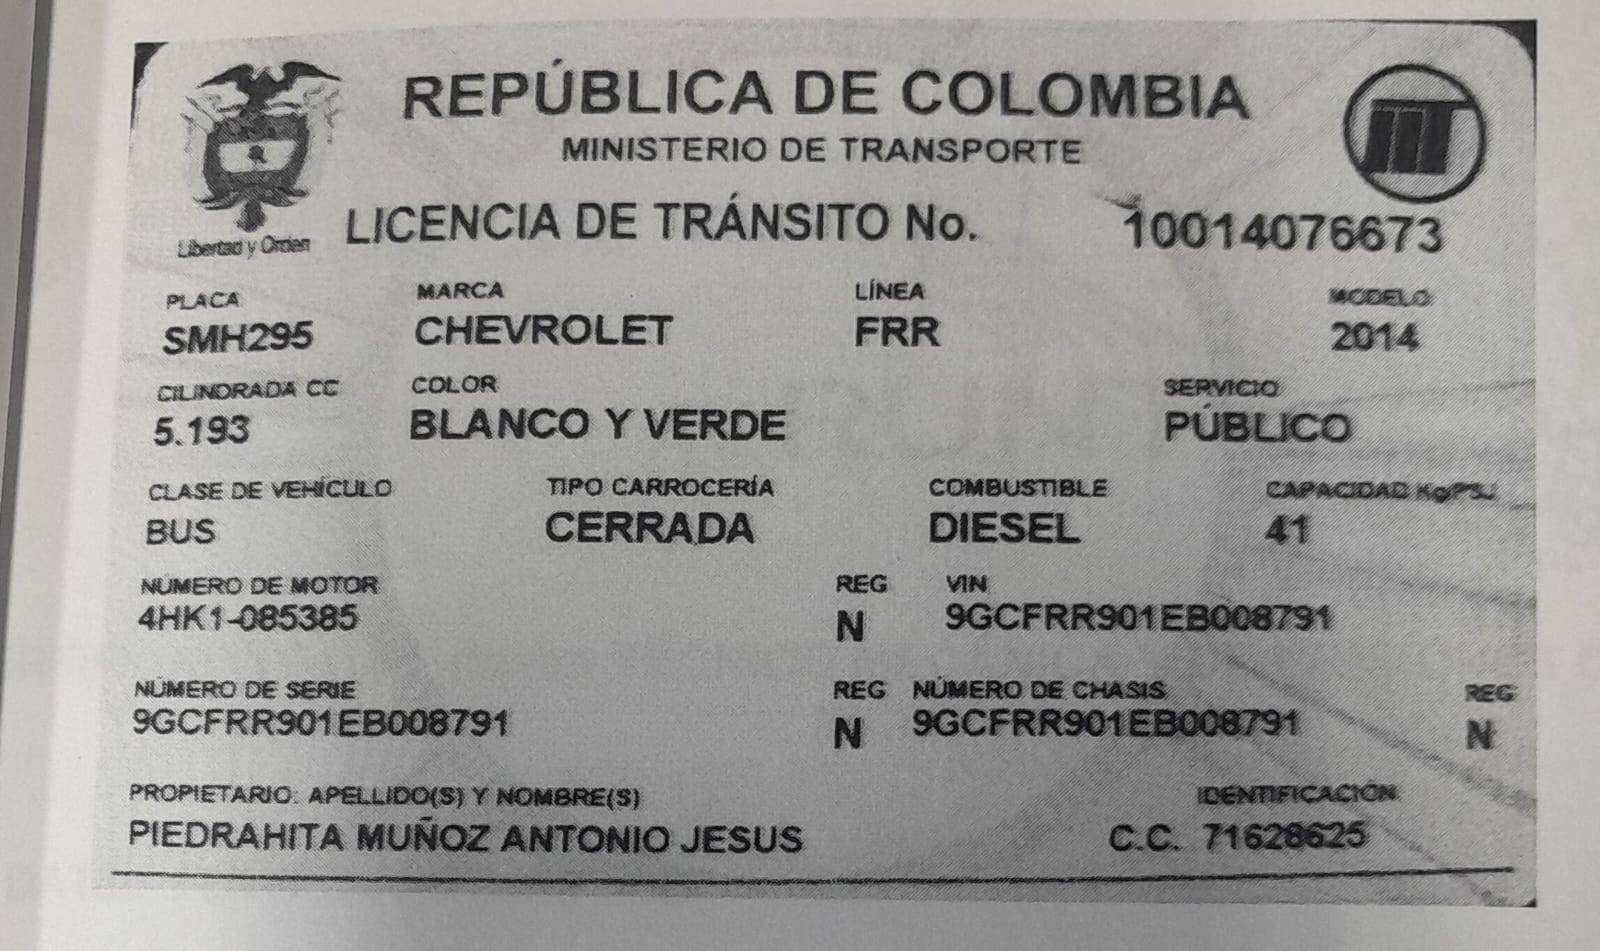 REPÚBLICA DE COLOMBIA
MINISTERIO DE TRANSPORTE
Libertad y Orden
LICENCIA DE TRÁNSITO No. 10014076673
PLACA MARCA LÍNEA MODELO
SMH295 CHEVROLET FRR 2014
CILINDRADA CC COLOR SERVICIO
5.193 BLANCO Y VERDE PÚBLICO
CLASE DE VEHÍCULO TIPO CARROCERÍA COMBUSTIBLE CAPACIDAD Kg/PSJ
BUS CERRADA DIESEL 41
NÚMERO DE MOTOR REG VIN
4HK1-085385 N 9GCFRR901EB008791
NÚMERO DE SERIE REG NÚMERO DE CHASIS REG
9GCFRR901EB008791 N 9GCFRR901EB008791 N
PROPIETARIO: APELLIDO(S) Y NOMBRE(S) IDENTIFICACIÓN
PIEDRAHITA MUÑOZ ANTONIO JESUS C.C. 71628625